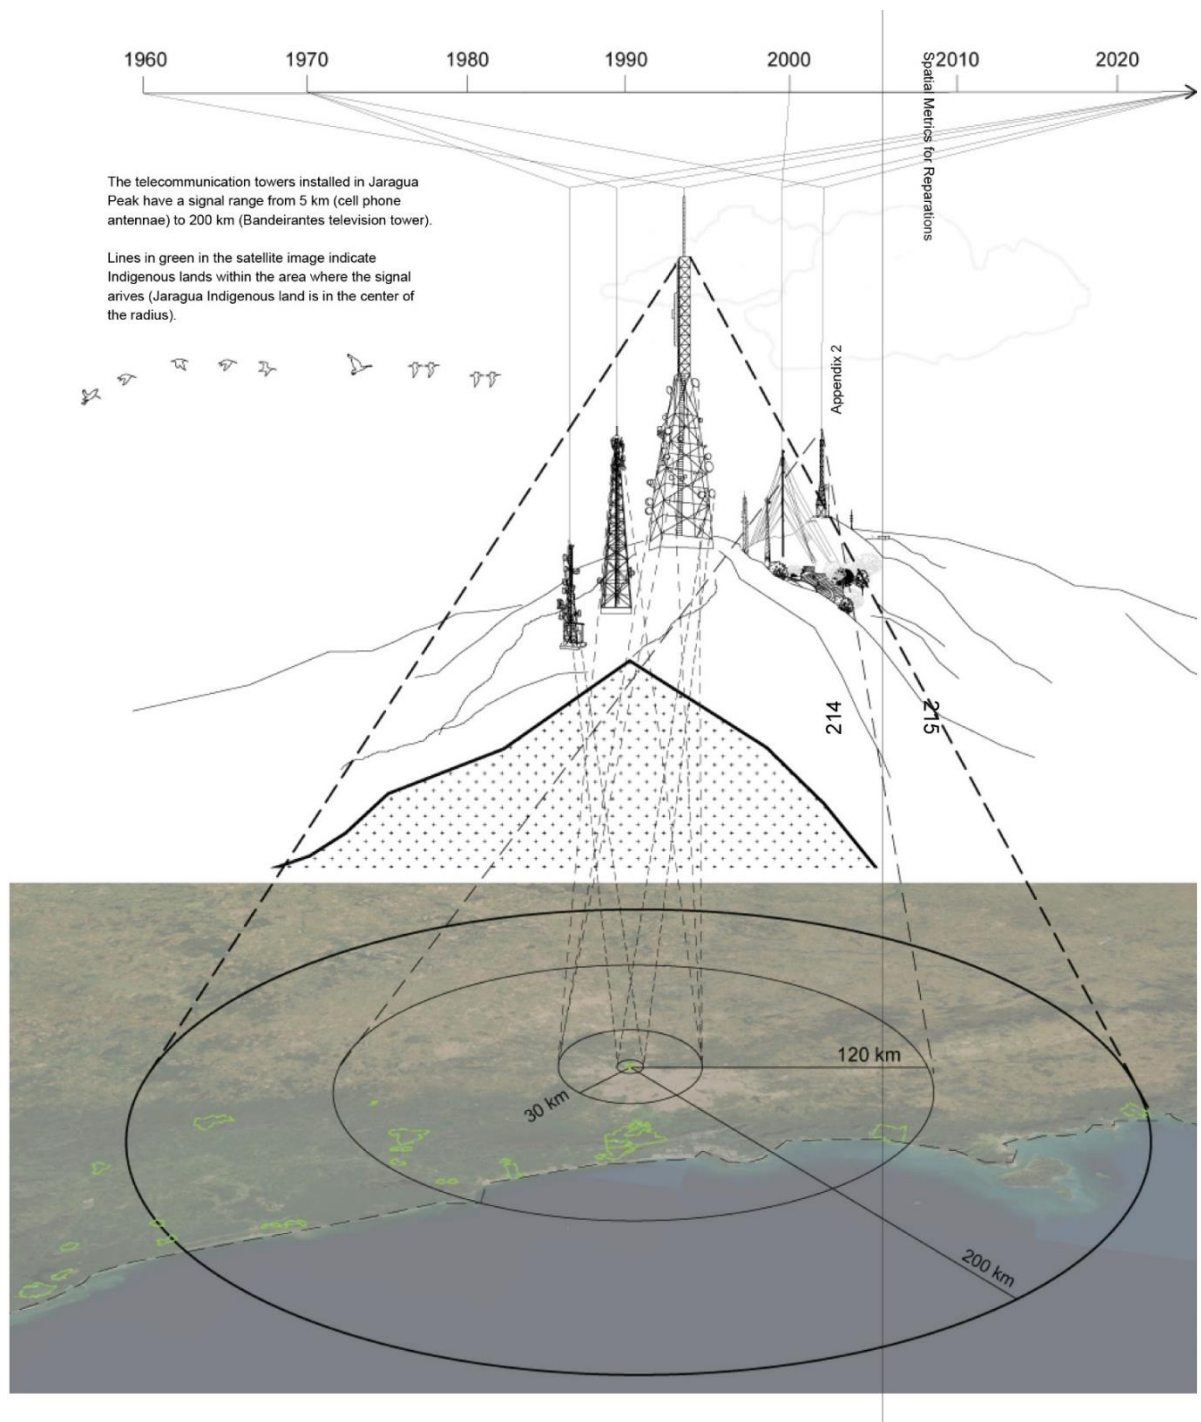 1960 1970 1980 1990 2000 2010 2020
Spatial Metrics for Reparations
The telecommunication towers installed in Jaragua
Peak have a signal range from 5 km (cell phone
antennae) to 200 km (Bandeirantes television tower).
Lines in green in the satellite image indicate
Indigenous lands within the area where the signal
arives (Jaragua Indigenous land is in the center of
the radius).
Appendix 2
214
215
120 km
30 km
200 km